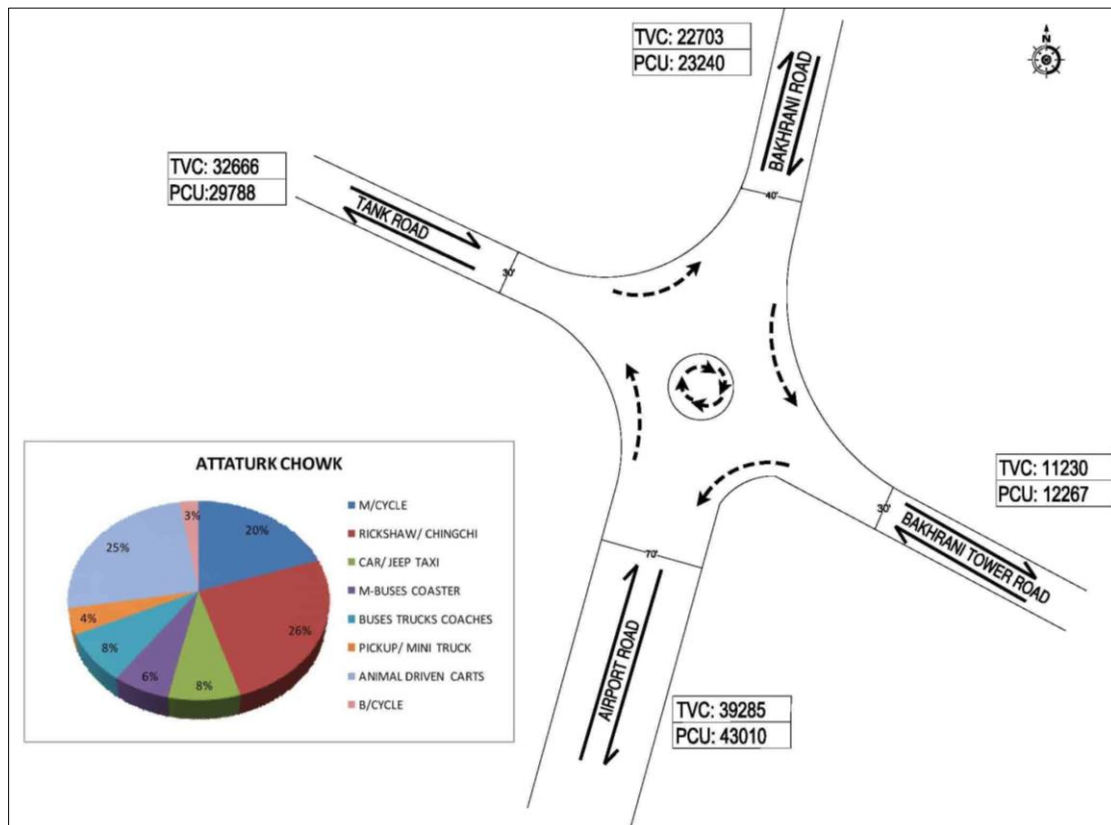 TVC: 22703
PCU: 23240
N
BAKHRANI ROAD
40'
TVC: 32666
PCU:29788
TANK ROAD
30'
TVC: 11230
PCU: 12267
30'
BAKHRANI TOWER ROAD
70'
AIRPORT ROAD
TVC: 39285
PCU: 43010
ATTATURK CHOWK
3%
20%
25%
26%
4%
8%
6%
8%
M/CYCLE
RICKSHAW/ CHINGCHI
CAR/ JEEP TAXI
M-BUSES COASTER
BUSES TRUCKS COACHES
PICKUP/ MINI TRUCK
ANIMAL DRIVEN CARTS
B/CYCLE